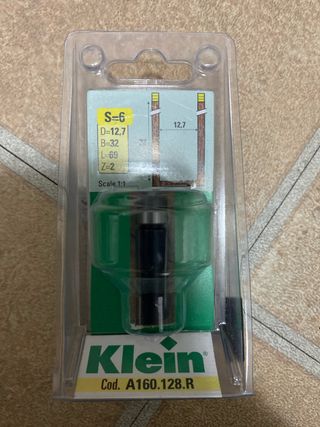 S=6
D=12,7
B=32
L=69
Z=2
Scale 1:1
12,7
Klein®
Cod. A160.128.R